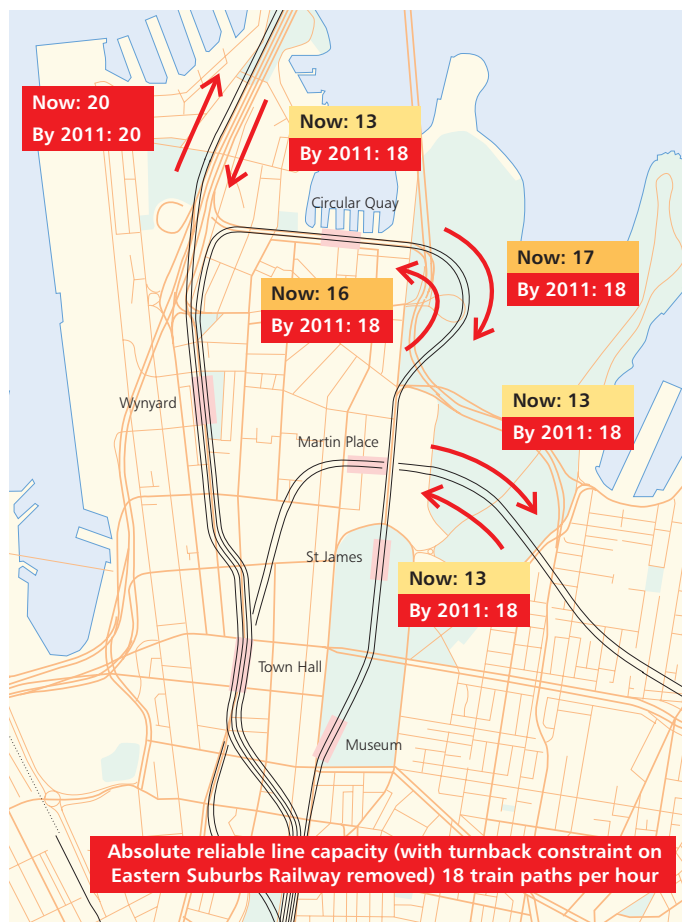 Now: 20
By 2011: 20
Now: 13
By 2011: 18
Circular Quay
Now: 17
By 2011: 18
Now: 16
By 2011: 18
Wynyard
Now: 13
By 2011: 18
Martin Place
St James
Now: 13
By 2011: 18
Town Hall
Museum
Absolute reliable line capacity (with turnback constraint on
Eastern Suburbs Railway removed) 18 train paths per hour